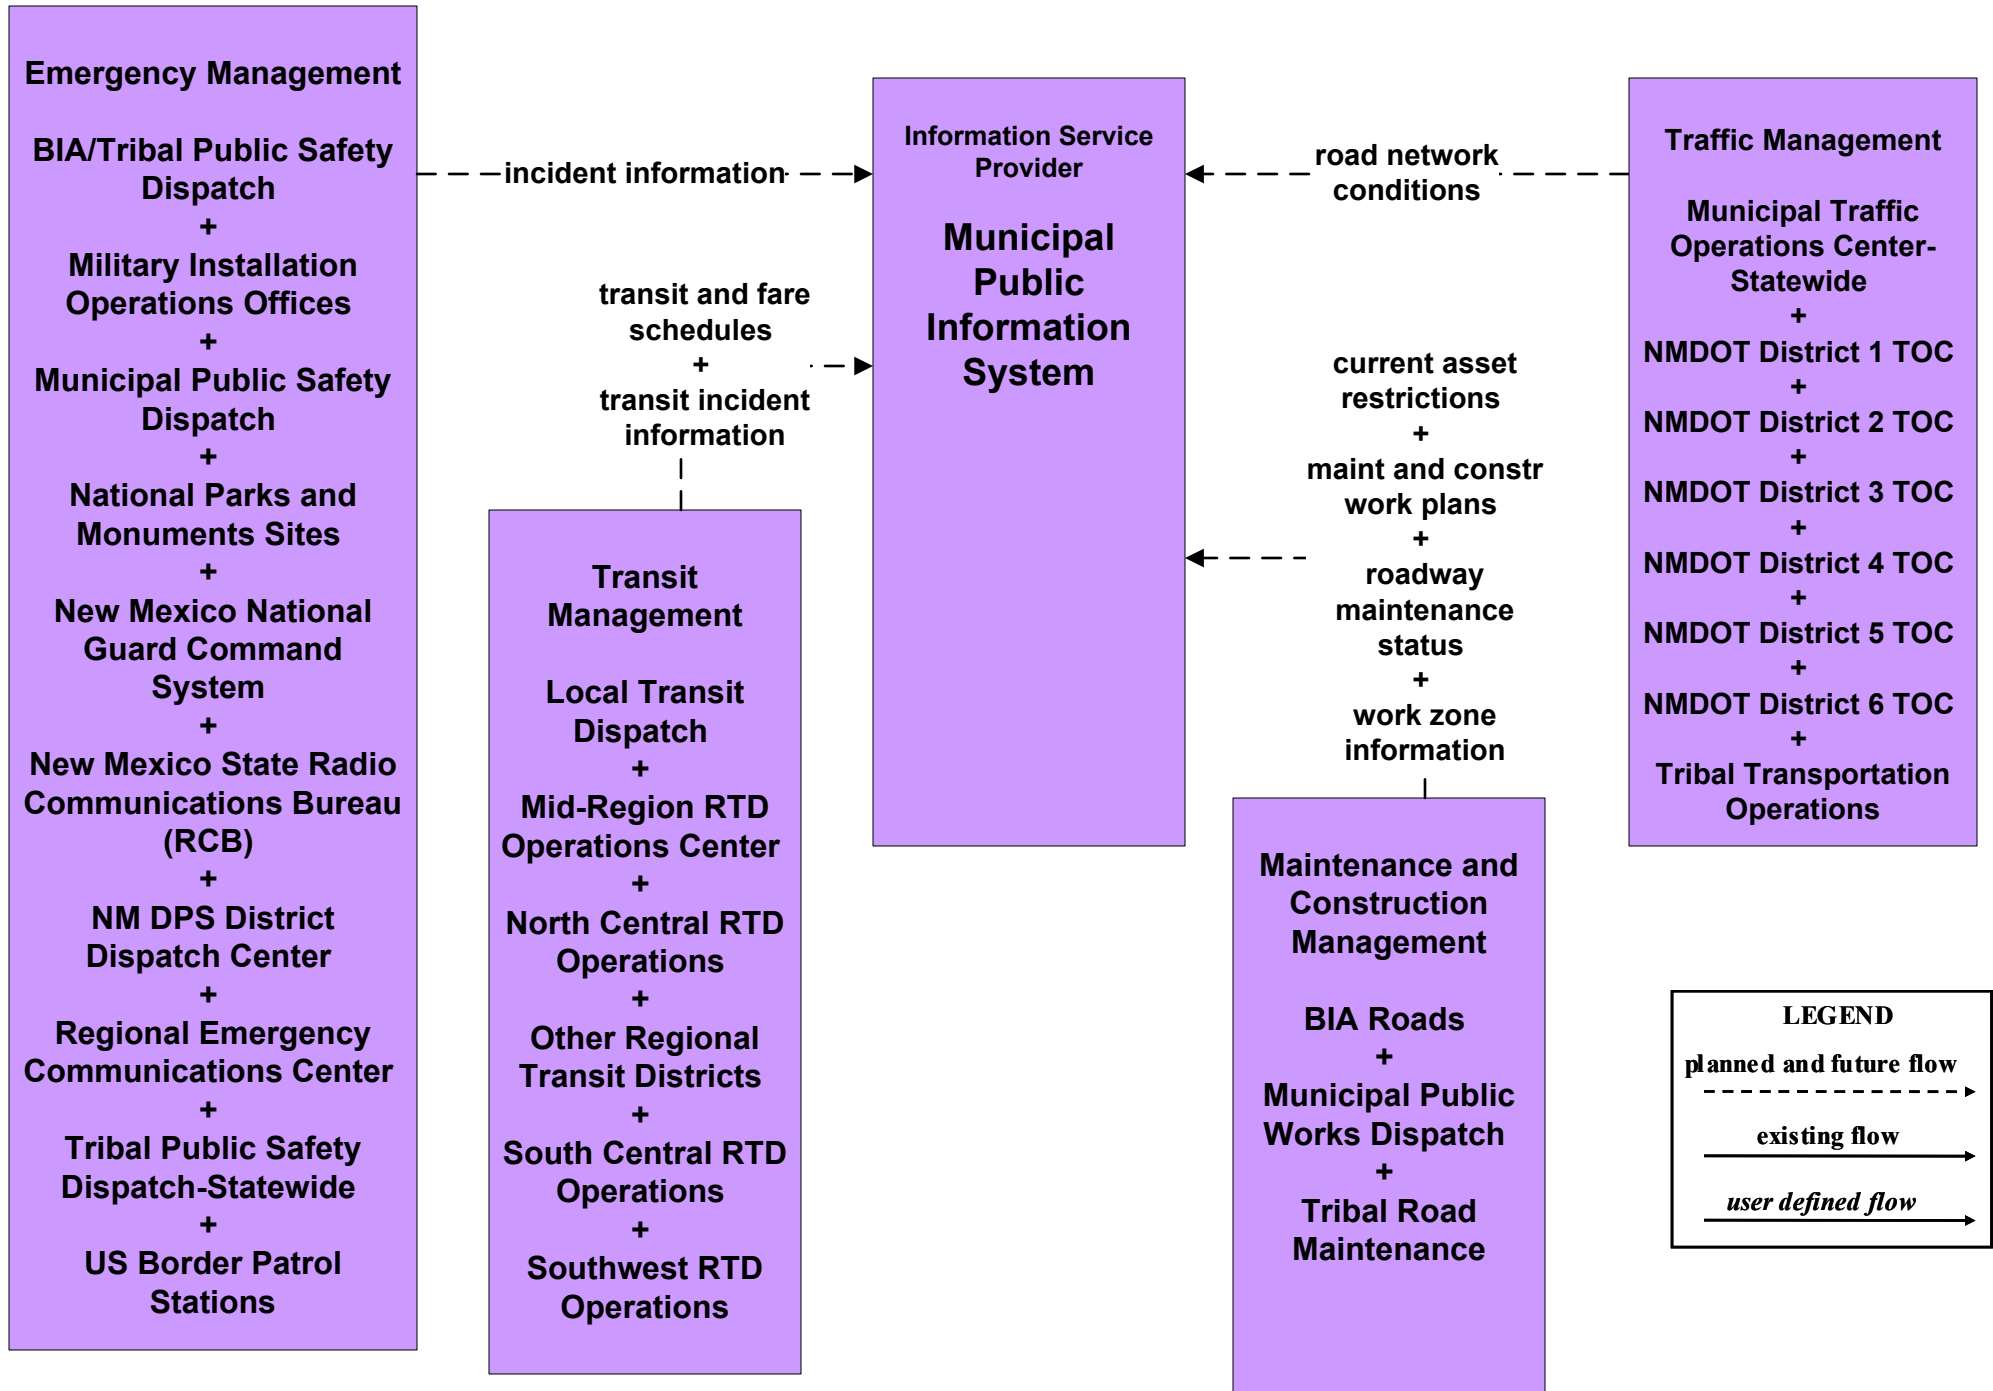 Emergency Management
BIA/Tribal Public Safety
Dispatch
+
Military Installation
Operations Offices
+
Municipal Public Safety
Dispatch
+
National Parks and
Monuments Sites
+
New Mexico National
Guard Command
System
+
New Mexico State Radio
Communications Bureau
(RCB)
+
NM DPS District
Dispatch Center
+
Regional Emergency
Communications Center
+
Tribal Public Safety
Dispatch-Statewide
+
US Border Patrol
Stations
incident information
transit and fare
schedules
+
transit incident
information
Transit
Management
Local Transit
Dispatch
+
Mid-Region RTD
Operations Center
+
North Central RTD
Operations
+
Other Regional
Transit Districts
+
South Central RTD
Operations
+
Southwest RTD
Operations
Information Service
Provider
Municipal
Public
Information
System
road network
conditions
current asset
restrictions
+
maint and constr
work plans
+
roadway
maintenance
status
+
work zone
information
Maintenance and
Construction
Management
BIA Roads
+
Municipal Public
Works Dispatch
+
Tribal Road
Maintenance
Traffic Management
Municipal Traffic
Operations Center-
Statewide
+
NMDOT District 1 TOC
+
NMDOT District 2 TOC
+
NMDOT District 3 TOC
+
NMDOT District 4 TOC
+
NMDOT District 5 TOC
+
NMDOT District 6 TOC
+
Tribal Transportation
Operations
LEGEND
planned and future flow
existing flow
user defined flow